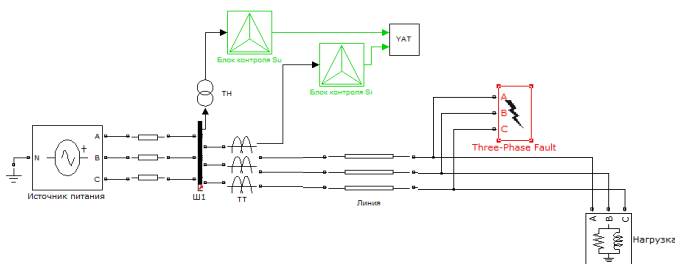 Блок контроля Su
YAT
Блок контроля Si
ТН
A
B
C
Three-Phase Fault
N
A
B
C
+
Источник питания
Ш1
ТТ
Линия
A
B
C
Нагрузка